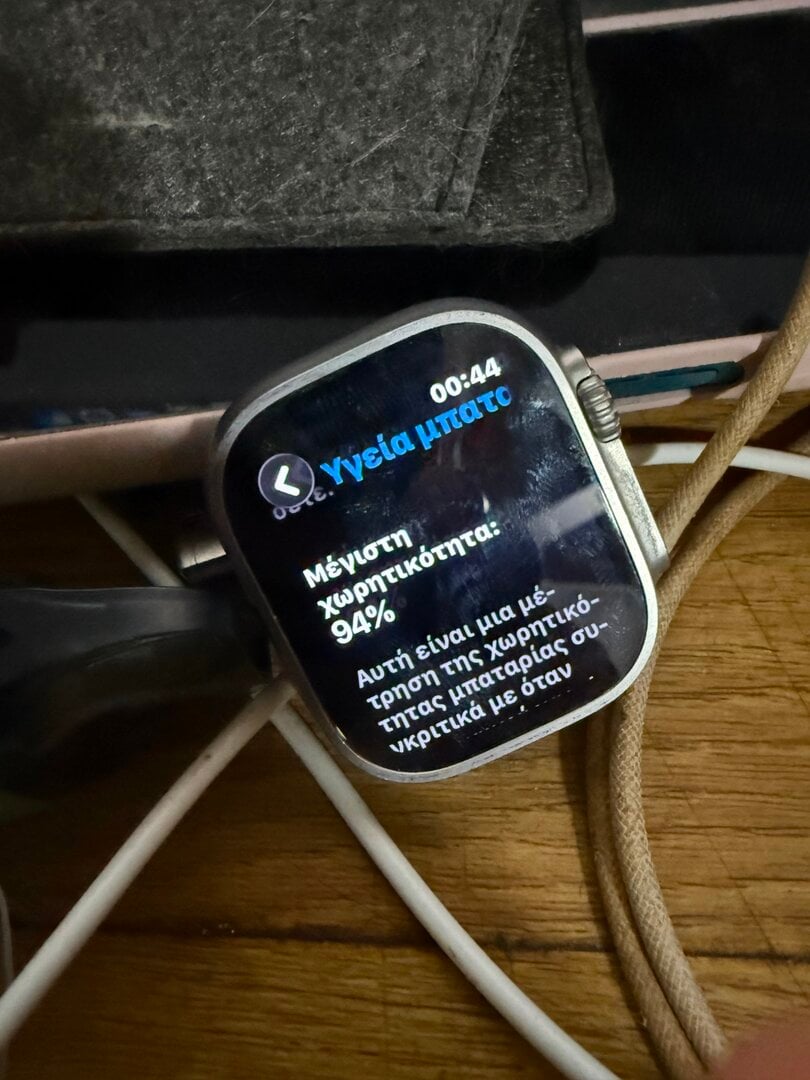 00:44
Υγεία μπατα
Μέγιστη
χωρητικότητα:
94%
Αυτή είναι μια μέ-
τρηση της χωρητικό-
τητας μπαταρίας συ-
γκριτικά με όταν